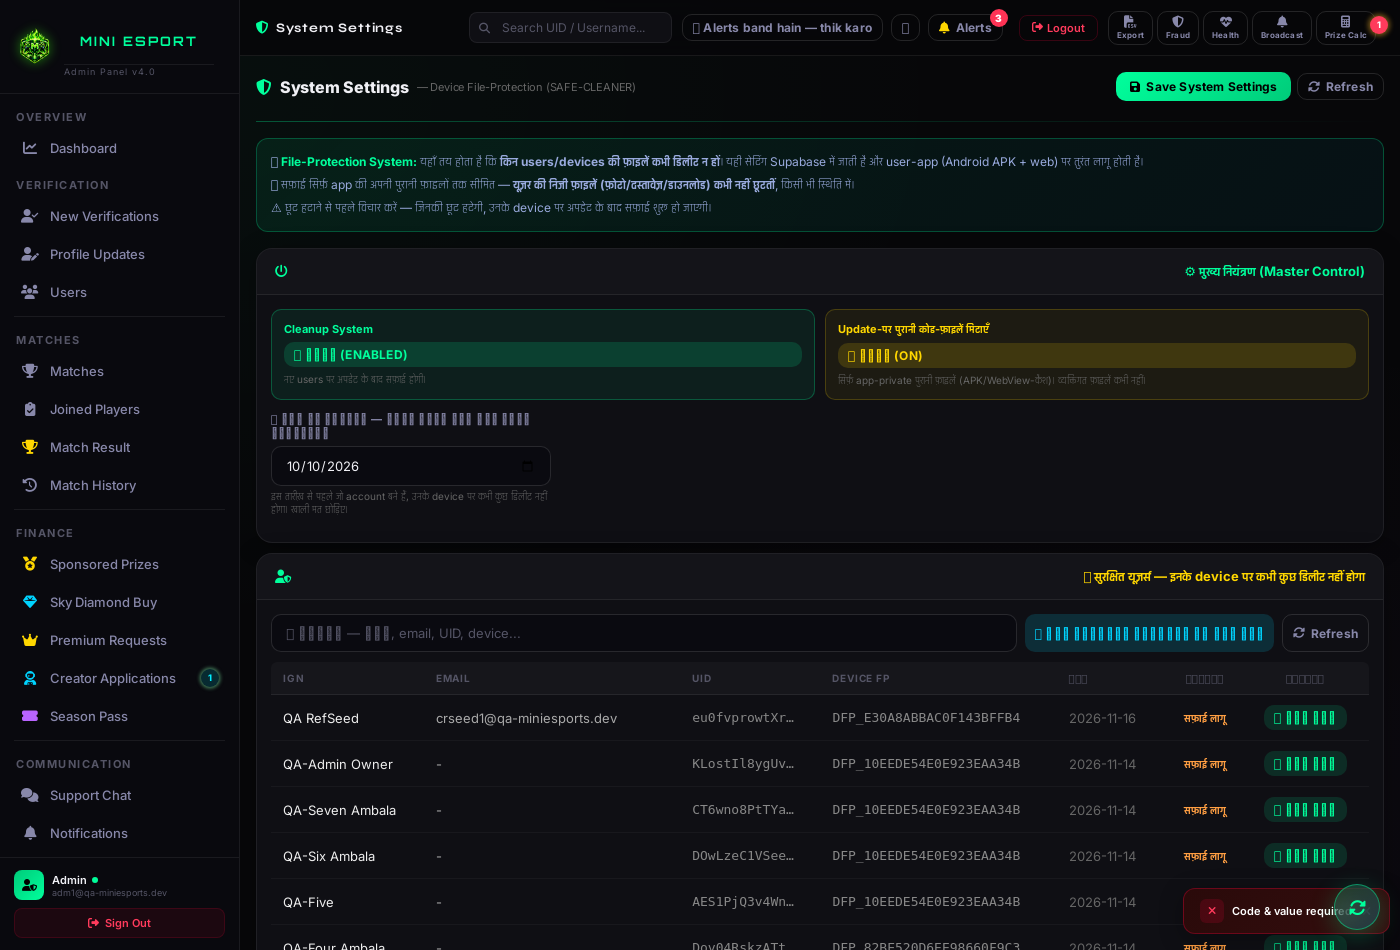 MINI ESPORT
Admin Panel v4.0
System Settings
Search UID / Username...
Alerts band hain — thik karo
Alerts
3
Logout
Export
Fraud
Health
Broadcast
Prize Calc
1
OVERVIEW
Dashboard
VERIFICATION
New Verifications
Profile Updates
Users
MATCHES
Matches
Joined Players
Match Result
Match History
FINANCE
Sponsored Prizes
Sky Diamond Buy
Premium Requests
Creator Applications
1
Season Pass
COMMUNICATION
Support Chat
Notifications
Admin
adm1@qa-miniesports.dev
Sign Out
System Settings — Device File-Protection (SAFE-CLEANER)
Save System Settings
Refresh
File-Protection System: यहाँ तय होता है कि किन users/devices की फ़ाइलें कभी डिलीट न हों। यही सेटिंग Supabase में जाती है और user-app (Android APK + web) पर तुरंत लागू होती है।
सफ़ाई सिर्फ़ app की अपनी पुरानी फ़ाइलों तक सीमित — यूज़र की निजी फ़ाइलें (फ़ोटो/दस्तावेज़/डाउनलोड) कभी नहीं छूटतीं, किसी भी स्थिति में।
⚠ छूट हटाने से पहले विचार करें — जिनकी छूट हटेगी, उनके device पर अपडेट के बाद सफ़ाई शुरू हो जाएगी।
⚙ मुख्य नियंत्रण (Master Control)
Cleanup System
(ENABLED)
नए users पर अपडेट के बाद सफ़ाई होगी।
Update-पर पुरानी कोड-फ़ाइलें मिटाएँ
(ON)
सिर्फ़ app-private पुरानी फ़ाइलें (APK/WebView-कैश)। व्यक्तिगत फ़ाइलें कभी नहीं।
—
10/10/2026
इस तारीख़ से पहले जो account बने हैं, उनके device पर कभी कुछ डिलीट नहीं
होगा। खाली मत छोड़िए।
सुरक्षित यूज़र्स — इनके device पर कभी कुछ डिलीट नहीं होगा
— , email, UID, device...
Refresh
IGN EMAIL UID DEVICE FP
QA RefSeed crseed1@qa-miniesports.dev eu0fvprowtXr… DFP_E30A8ABBAC0F143BFFB4 2026-11-16 सफ़ाई लागू
QA-Admin Owner - KLostIl8ygUv… DFP_10EEDE54E0E923EAA34B 2026-11-14 सफ़ाई लागू
QA-Seven Ambala - CT6wno8PtTYa… DFP_10EEDE54E0E923EAA34B 2026-11-14 सफ़ाई लागू
QA-Six Ambala - DOwLzeC1VSee… DFP_10EEDE54E0E923EAA34B 2026-11-14 सफ़ाई लागू
QA-Five - AES1PjQ3v4Wn… DFP_10EEDE54E0E923EAA34B 2026-11-14
QA-Four Ambala
Code & value required